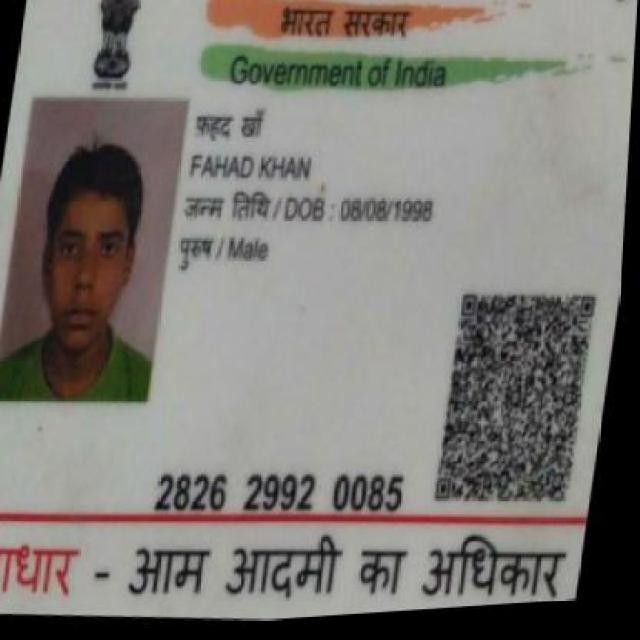 भारत सरकार
Government of India
फ़हद खाँ
FAHAD KHAN
जन्म तिथि / DOB : 08/08/1998
पुरुष / Male
2826 2992 0085
ाधार - आम आदमी का अधिकार